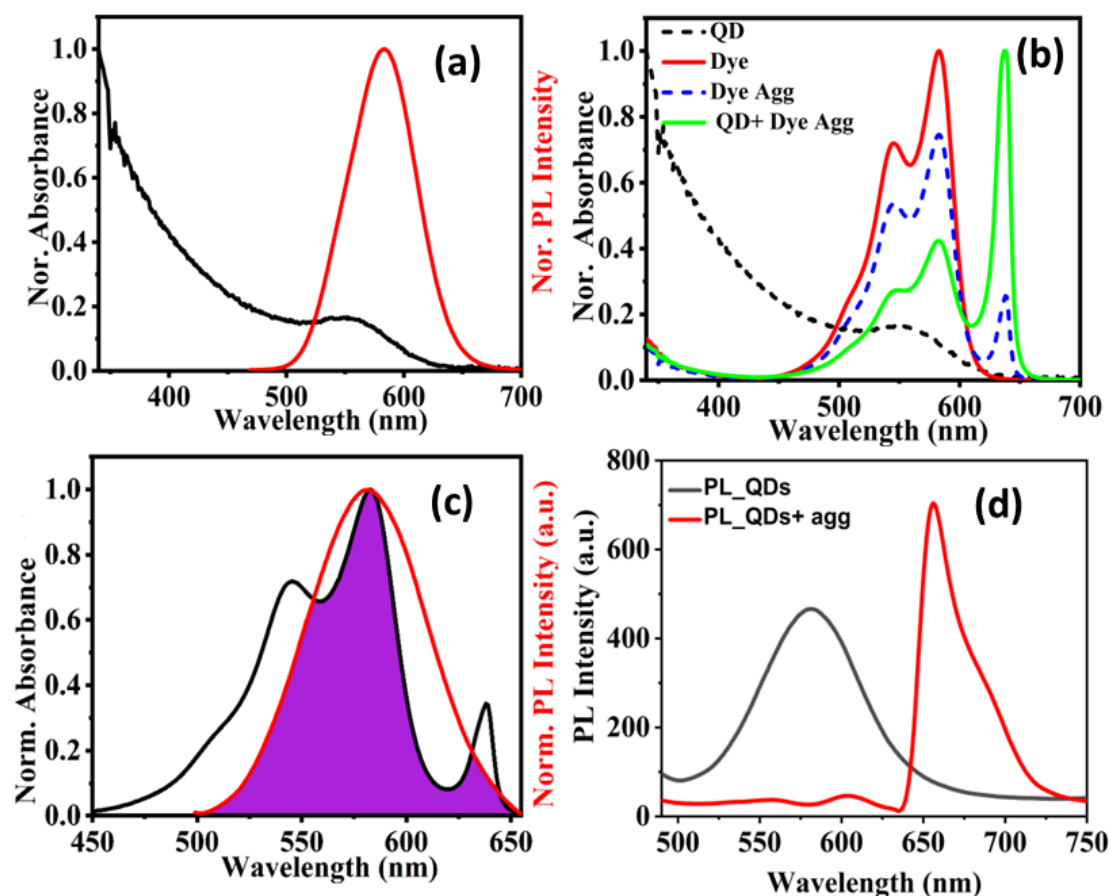 (a)
Nor. Absorbance
1.0
0.8
0.6
0.4
0.2
0.0
400 500 600 700
Wavelength (nm)
Nor. PL Intensity
(b)
QD
Dye
Dye Agg
QD+ Dye Agg
Nor. Absorbance
1.0
0.8
0.6
0.4
0.2
0.0
400 500 600 700
Wavelength (nm)
(c)
Norm. Absorbance
1.0
0.8
0.6
0.4
0.2
0.0
450 500 550 600 650
Wavelength (nm)
Norm. PL Intensity (a.u.)
(d)
PL_QDs
PL_QDs+ agg
PL Intensity (a.u.)
800
600
400
200
0
500 550 600 650 700 750
Wavelength (nm)